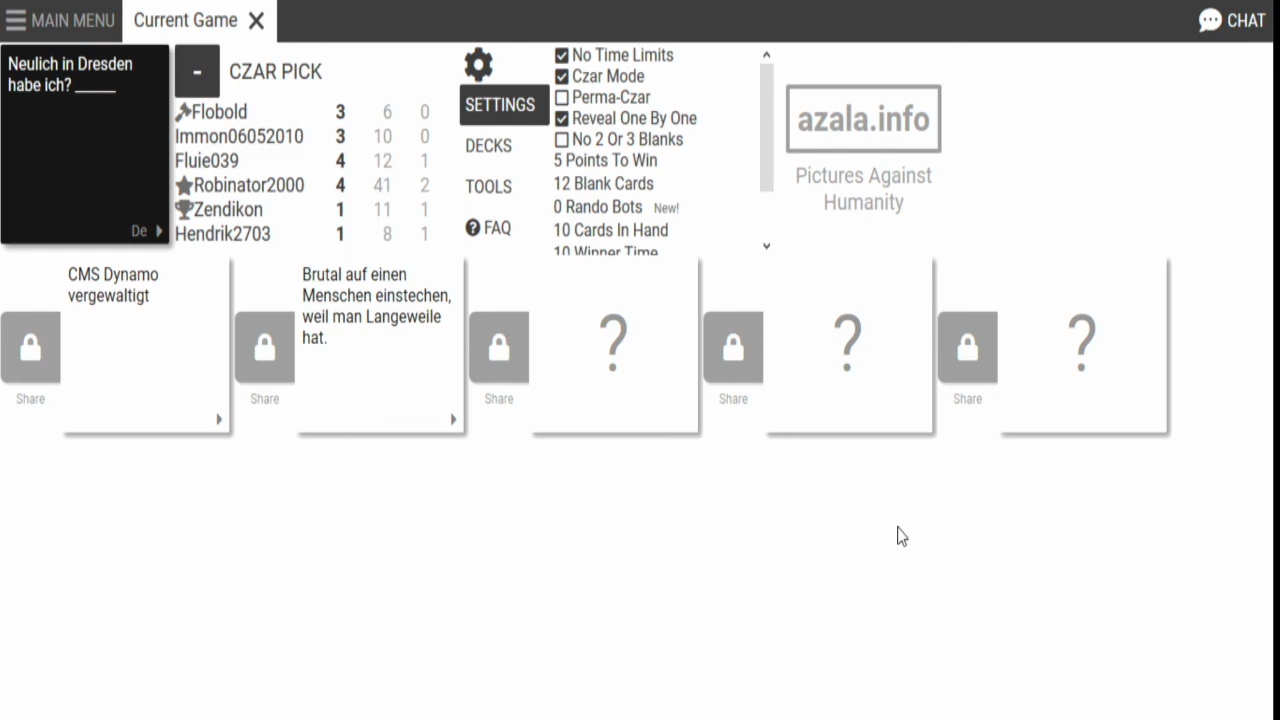 MAIN MENU
Current Game
CHAT
Neulich in Dresden
habe ich? _____
De
-
CZAR PICK
Flobold 3 6 0
Immon06052010 3 10 0
Fluie039 4 12 1
Robinator2000 4 41 2
Zendikon 1 11 1
Hendrik2703 1 8 1
SETTINGS
DECKS
TOOLS
? FAQ
No Time Limits
Czar Mode
Perma-Czar
Reveal One By One
No 2 Or 3 Blanks
5 Points To Win
12 Blank Cards
0 Rando Bots New!
10 Cards In Hand
10 Winner Time
azala.info
Pictures Against
Humanity
CMS Dynamo
vergewaltigt
Share
Brutal auf einen
Menschen einstechen,
weil man Langeweile
hat.
Share
?
Share
?
Share
?
Share